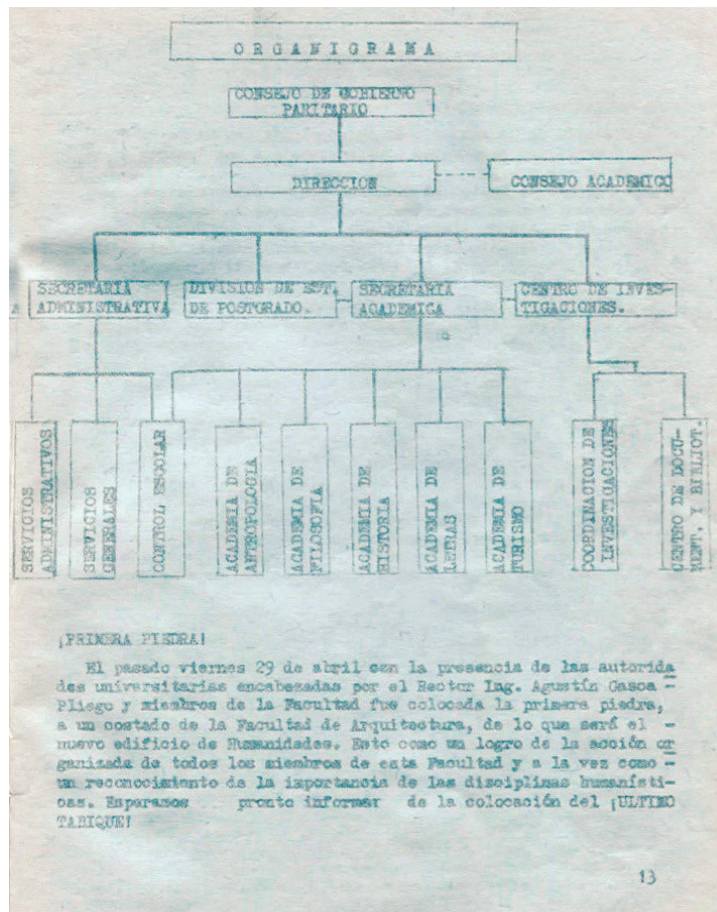 ORGANIGRAMA
CONSEJO DE GOBIERNO
PARITARIO
DIRECCION
CONSEJO ACADEMICO
SECRETARIA
ADMINISTRATIVA
DIVISION DE EST.
DE POSTGRADO.
SECRETARIA
ACADEMICA
CENTRO DE INVES-
TIGACIONES.
SERVICIOS
ADMINISTRATIVOS
SERVICIOS
GENERALES
CONTROL ESCOLAR
ACADEMIA DE
ANTROPOLOGIA
ACADEMIA DE
FILOSOFIA
ACADEMIA DE
HISTORIA
ACADEMIA DE
LETRAS
ACADEMIA DE
TURISMO
COORDINACION DE
INVESTIGACIONES
CENTRO DE DOCU-
MENT. Y BIBLIOT.
¡PRIMERA PIEDRA!
El pasado viernes 29 de abril con la presencia de las autorida
des universitarias encabezadas por el Rector Ing. Agustín Gasca -
Pliego y miembros de la Facultad fue colocada la primera piedra,
a un costado de la Facultad de Arquitectura, de lo que será el -
nuevo edificio de Humanidades. Esto como un logro de la acción or
ganizada de todos los miembros de esta Facultad y a la vez como -
un reconocimiento de la importancia de las disciplinas humanísti-
cas. Esperamos pronto informar de la colocación del ¡ULTIMO
TABIQUE!
13